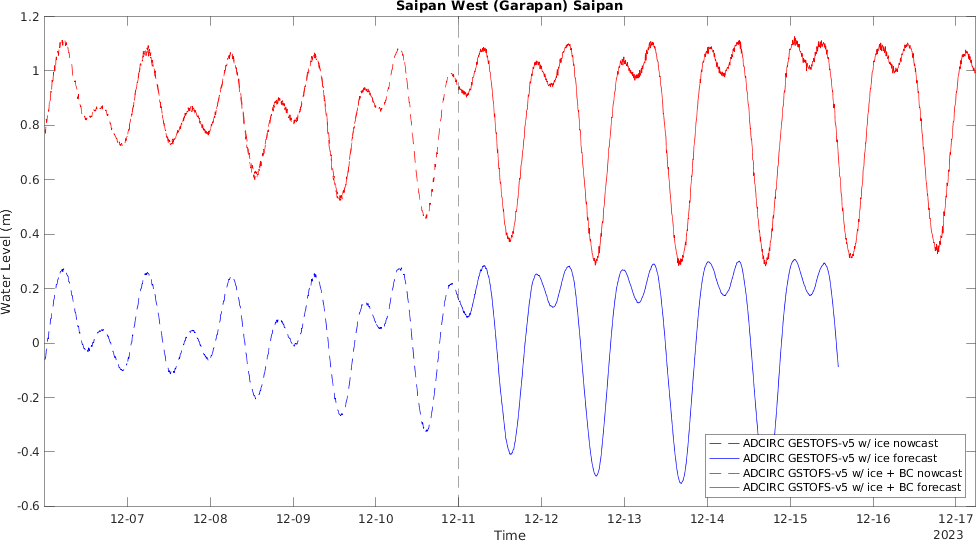 Saipan West (Garapan) Saipan
1.2
1
0.8
0.6
0.4
0.2
0
-0.2
-0.4
-0.6
Water Level (m)
ADCIRC GESTOFS-v5 w/ ice nowcast
ADCIRC GESTOFS-v5 w/ ice forecast
ADCIRC GSTOFS-v5 w/ ice + BC nowcast
ADCIRC GSTOFS-v5 w/ ice + BC forecast
12-07 12-08 12-09 12-10 12-11 12-12 12-13 12-14 12-15 12-16 12-17
Time
2023